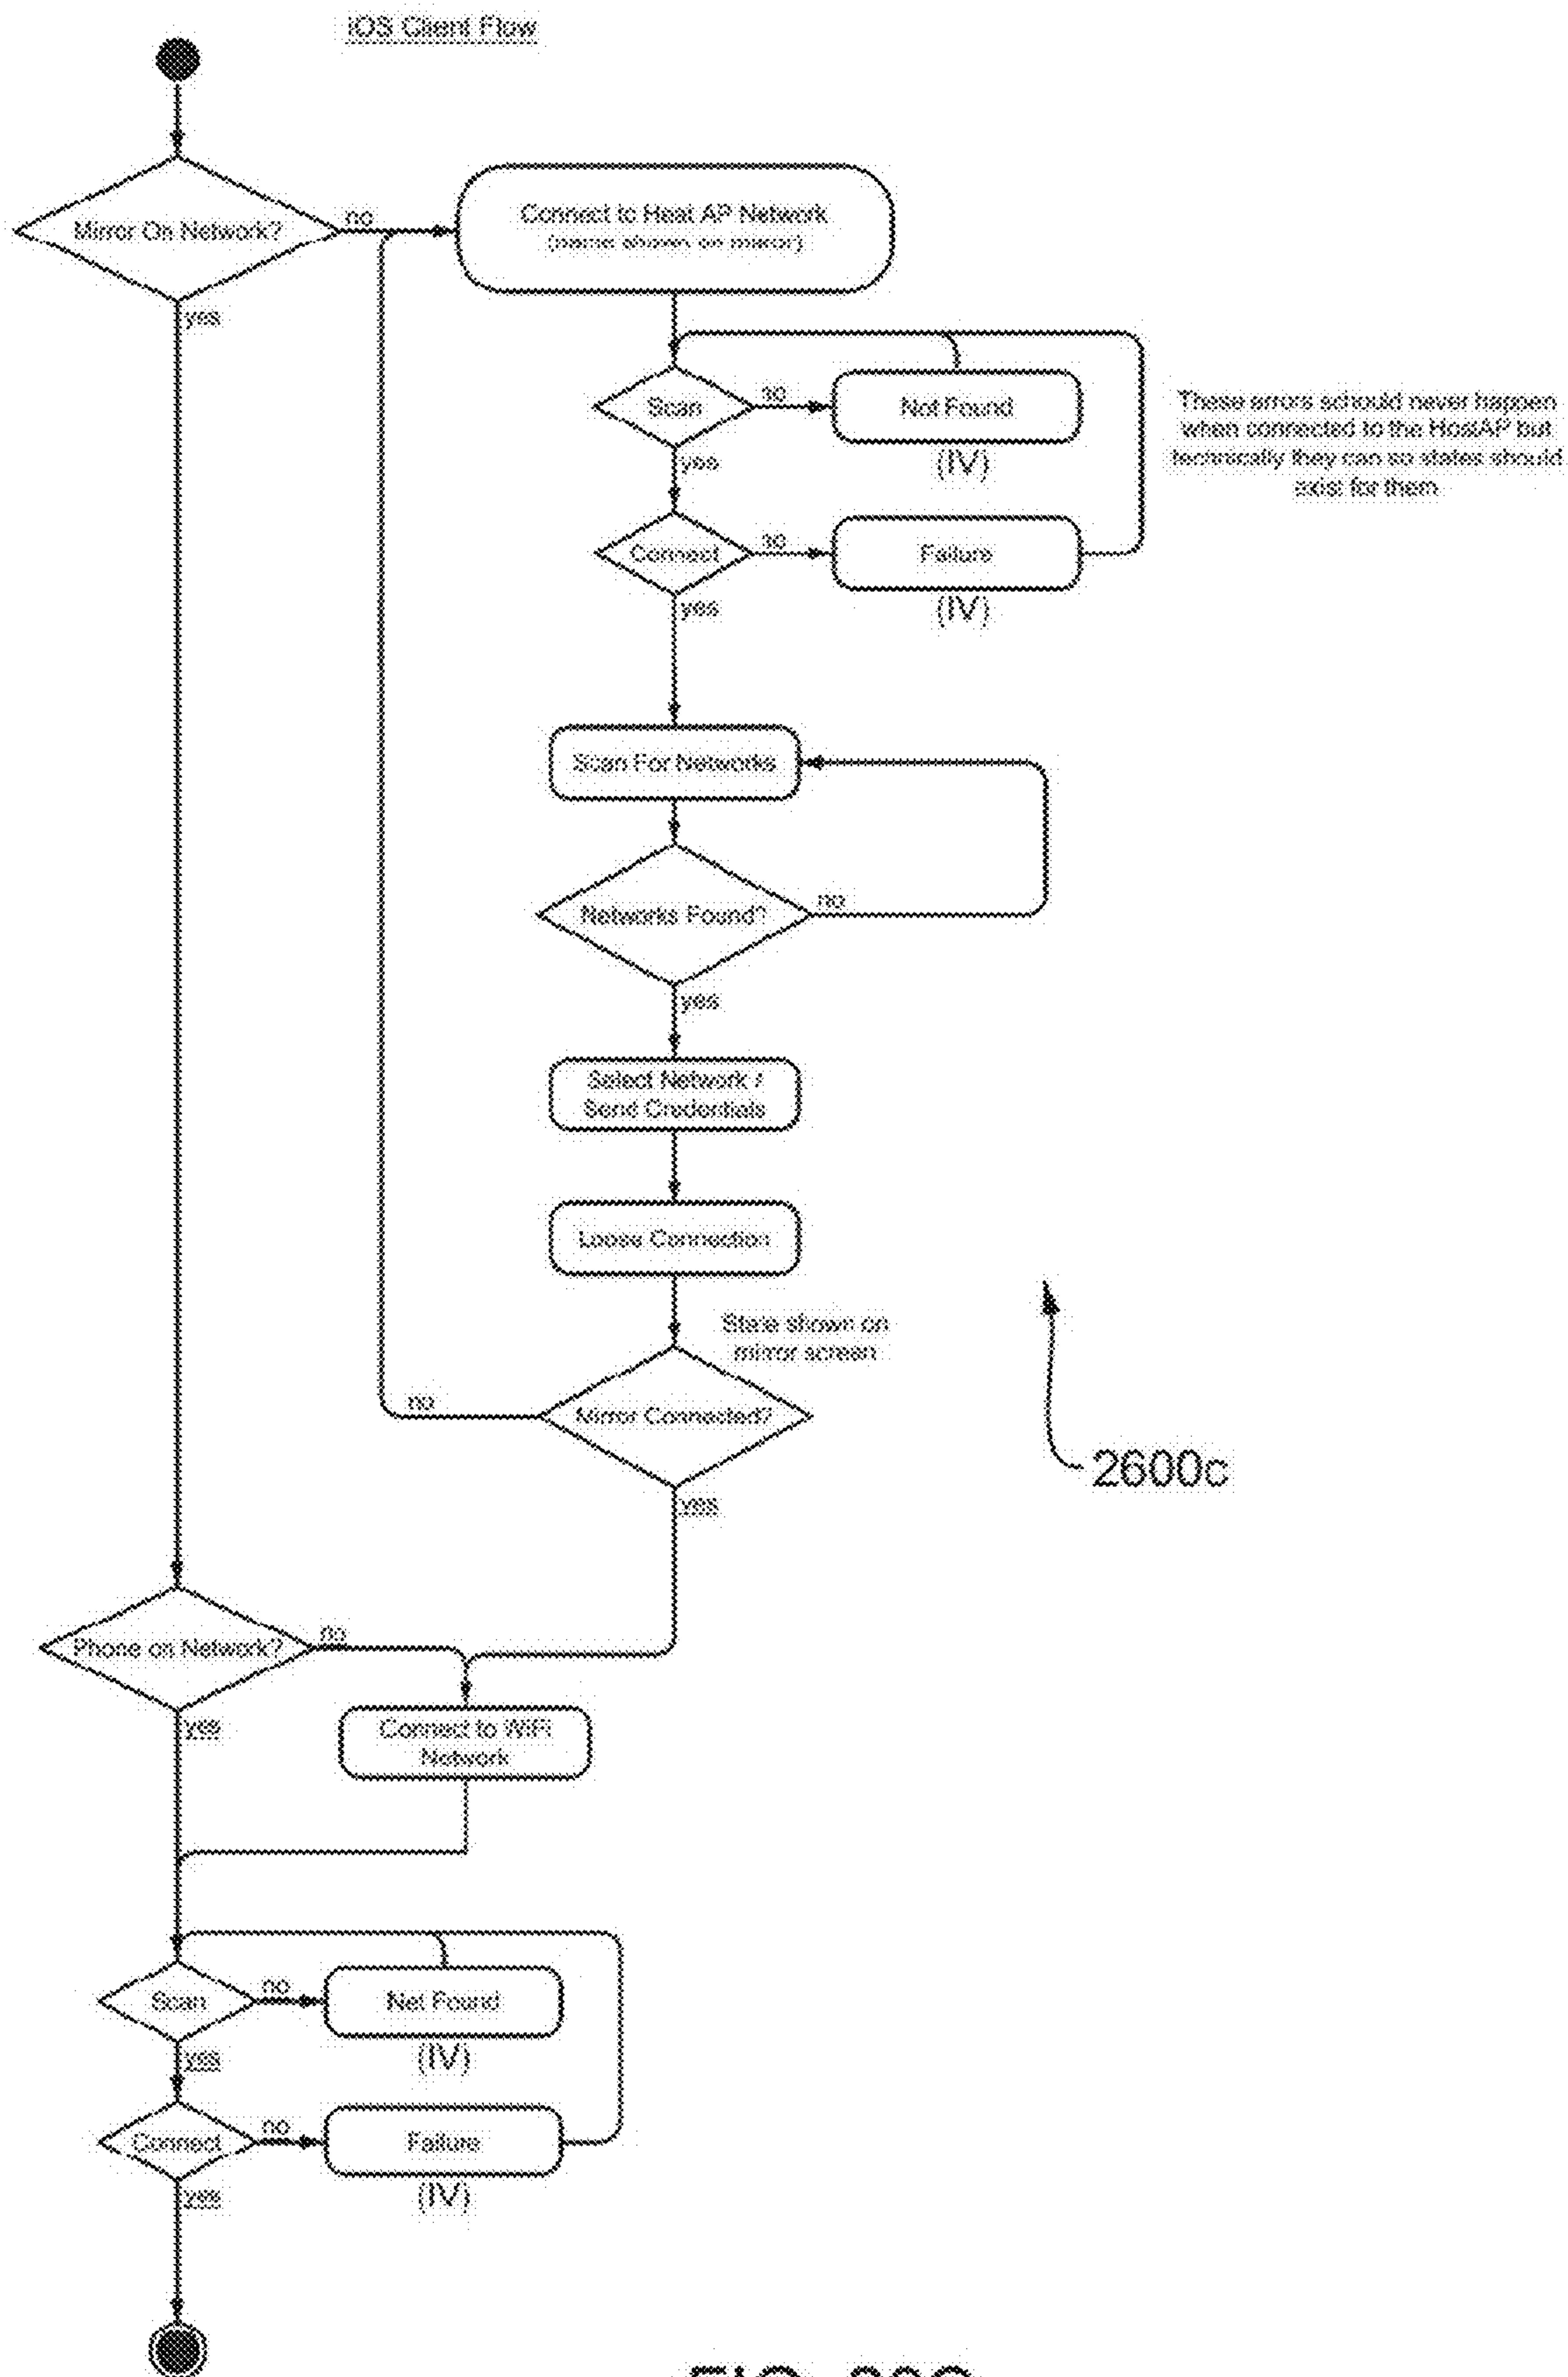 iOS Client Flow
Mirror On Network?
no
yes
Connect to Host AP Network
(name shown on mirror)
Scan
no
Not Found
(IV)
yes
These errors schould never happen
when connected to the HostAP but
technically they can so states should
exist for them
Connect
no
Failure
(IV)
yes
Scan For Networks
Networks Found?
no
yes
Select Network /
Send Credentials
Loose Connection
State shown on
mirror screen
Mirror Connected?
no
yes
2600c
Phone on Network?
no
yes
Connect to WiFi
Network
Scan
no
Not Found
(IV)
yes
Connect
no
Failure
(IV)
yes